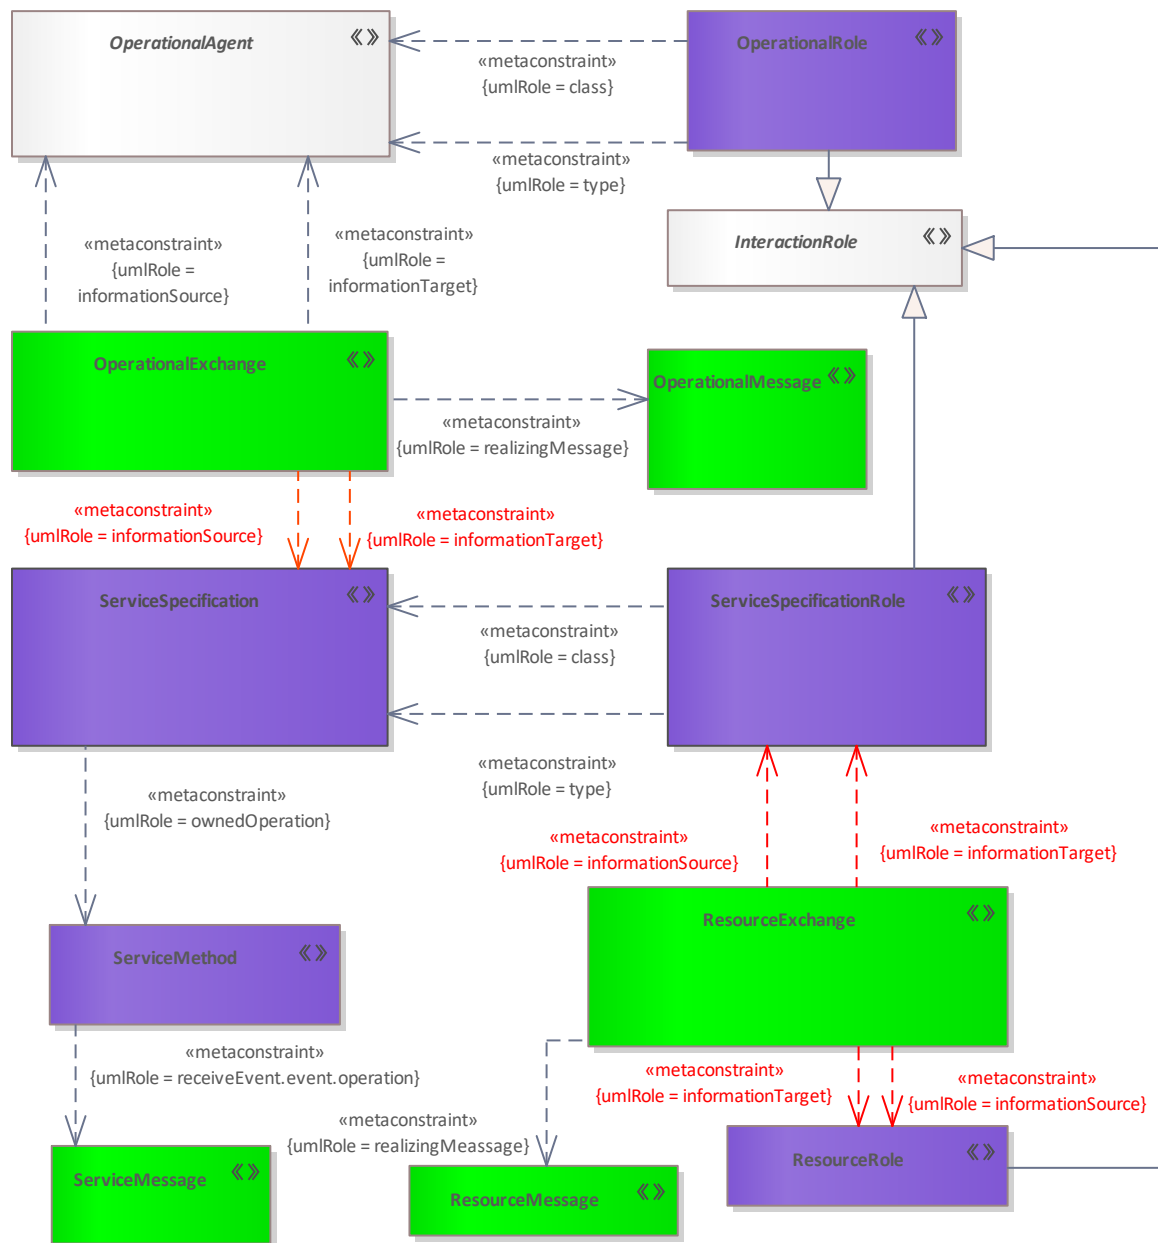 OperationalAgent
«»
OperationalRole
«»
«metaconstraint»
{umlRole = class}
«metaconstraint»
{umlRole = type}
InteractionRole
«»
«metaconstraint»
{umlRole =
informationSource}
«metaconstraint»
{umlRole =
informationTarget}
OperationalExchange
«»
OperationalMessage
«»
«metaconstraint»
{umlRole = realizingMessage}
«metaconstraint»
{umlRole = informationSource}
«metaconstraint»
{umlRole = informationTarget}
ServiceSpecification
«»
ServiceSpecificationRole
«»
«metaconstraint»
{umlRole = class}
«metaconstraint»
{umlRole = type}
«metaconstraint»
{umlRole = ownedOperation}
«metaconstraint»
{umlRole = informationSource}
«metaconstraint»
{umlRole = informationTarget}
ResourceExchange
«»
ServiceMethod
«»
«metaconstraint»
{umlRole = receiveEvent.event.operation}
«metaconstraint»
{umlRole = informationTarget}
«metaconstraint»
{umlRole = informationSource}
«metaconstraint»
{umlRole = realizingMeassage}
ServiceMessage
«»
ResourceMessage
«»
ResourceRole
«»